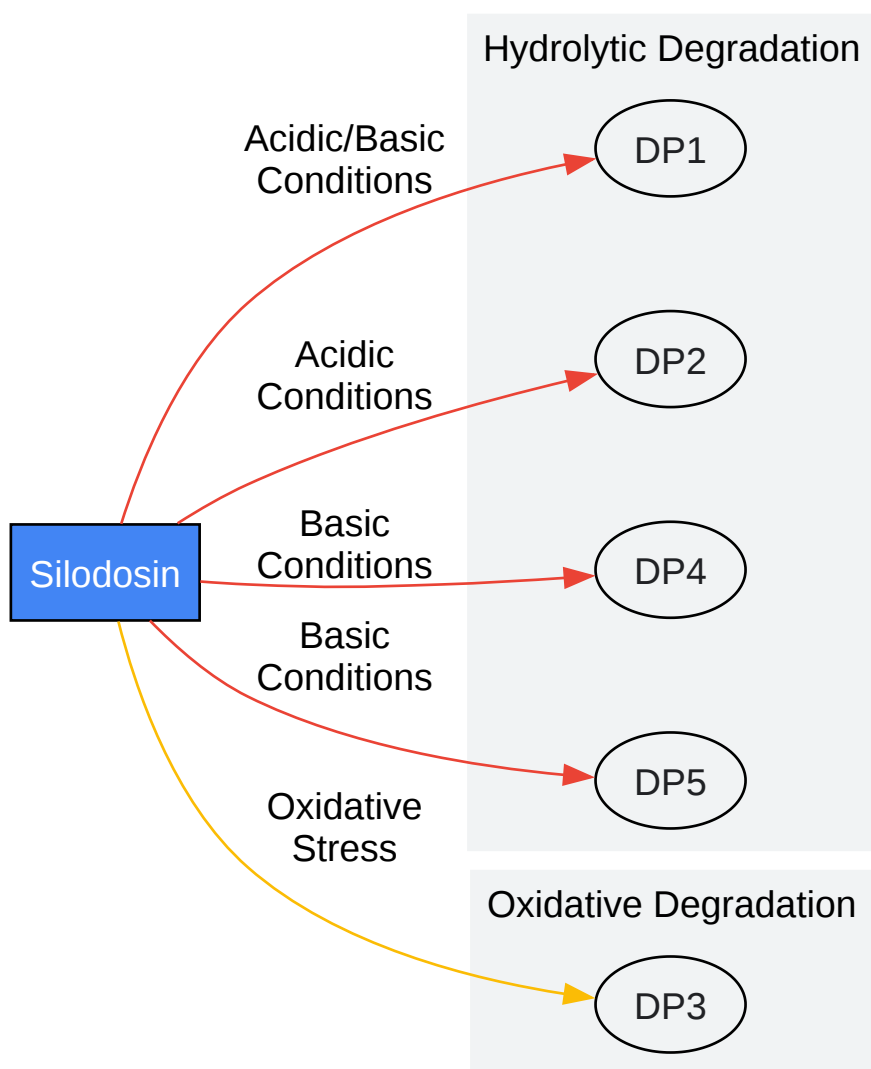 Hydrolytic Degradation
Acidic/Basic
Conditions
DP1
Acidic
Conditions
DP2
Basic
Conditions
DP4
Silodosin
Basic
Conditions
DP5
Oxidative
Stress
Oxidative Degradation
DP3